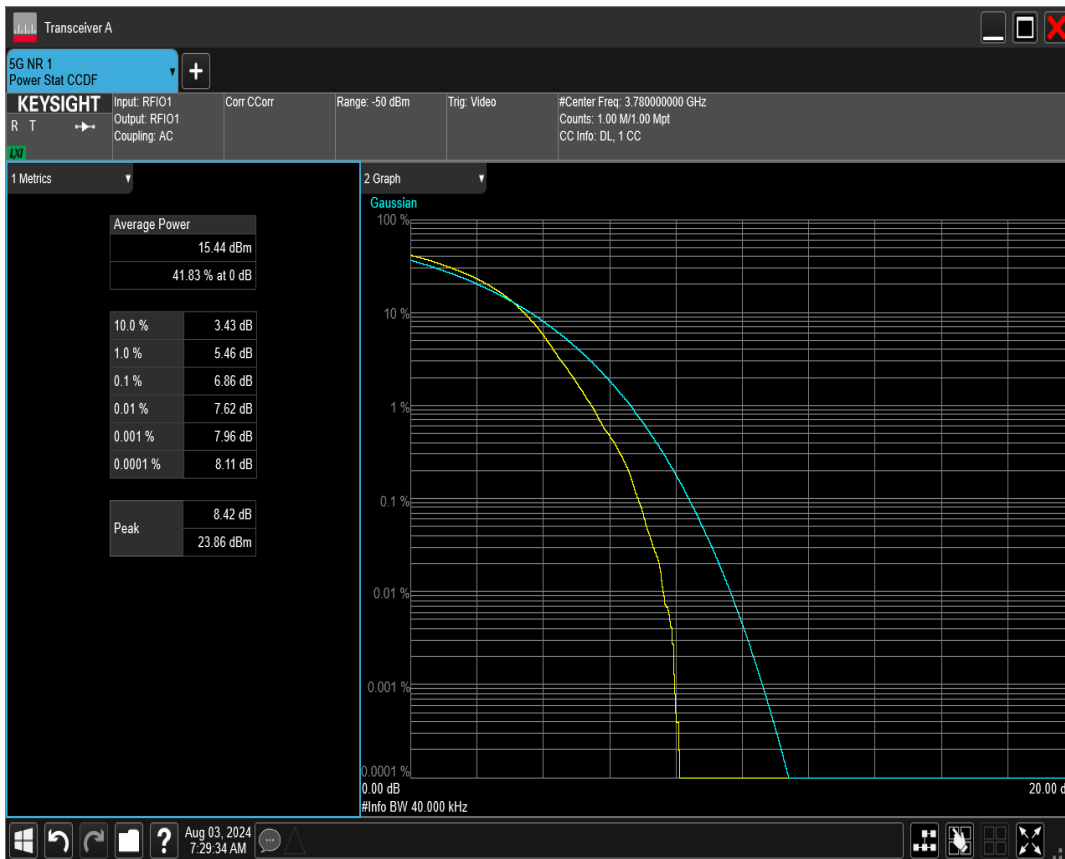 Transceiver A
5G NR 1
Power Stat CCDF
KEYSIGHT
R T
LXI
Input: RFIO1
Output: RFIO1
Coupling: AC
Corr CCorr
Range: -50 dBm
Trig: Video
#Center Freq: 3.780000000 GHz
Counts: 1.00 M/1.00 Mpt
CC Info: DL, 1 CC
1 Metrics
Average Power
15.44 dBm
41.83 % at 0 dB
10.0 % 3.43 dB
1.0 % 5.46 dB
0.1 % 6.86 dB
0.01 % 7.62 dB
0.001 % 7.96 dB
0.0001 % 8.11 dB
Peak
8.42 dB
23.86 dBm
2 Graph
Gaussian
100 %
10 %
1 %
0.1 %
0.01 %
0.001 %
0.0001 %
0.00 dB
20.00 d
#Info BW 40.000 kHz
Aug 03, 2024
7:29:34 AM